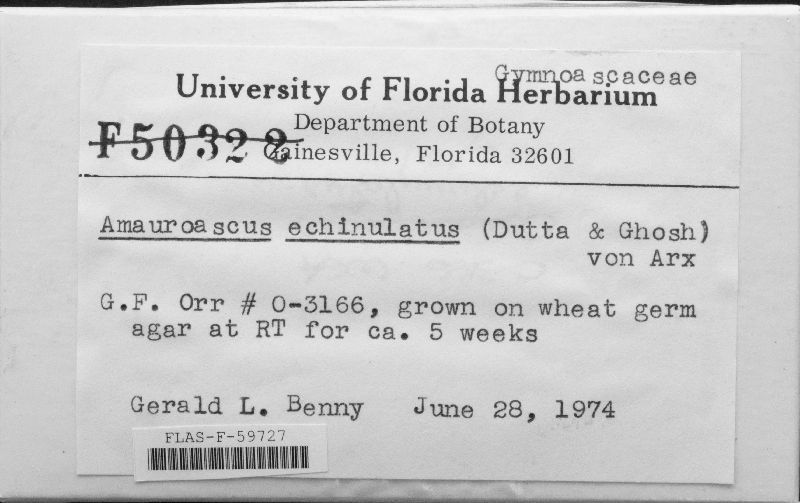 Gymnoascaceae
University of Florida Herbarium
Department of Botany
F50322
Gainesville, Florida 32601
Amauroascus echinulatus (Dutta & Ghosh)
von Arx
G.F. Orr # O-3166, grown on wheat germ
agar at RT for ca. 5 weeks
Gerald L. Benny June 28, 1974
FLAS-F-59727